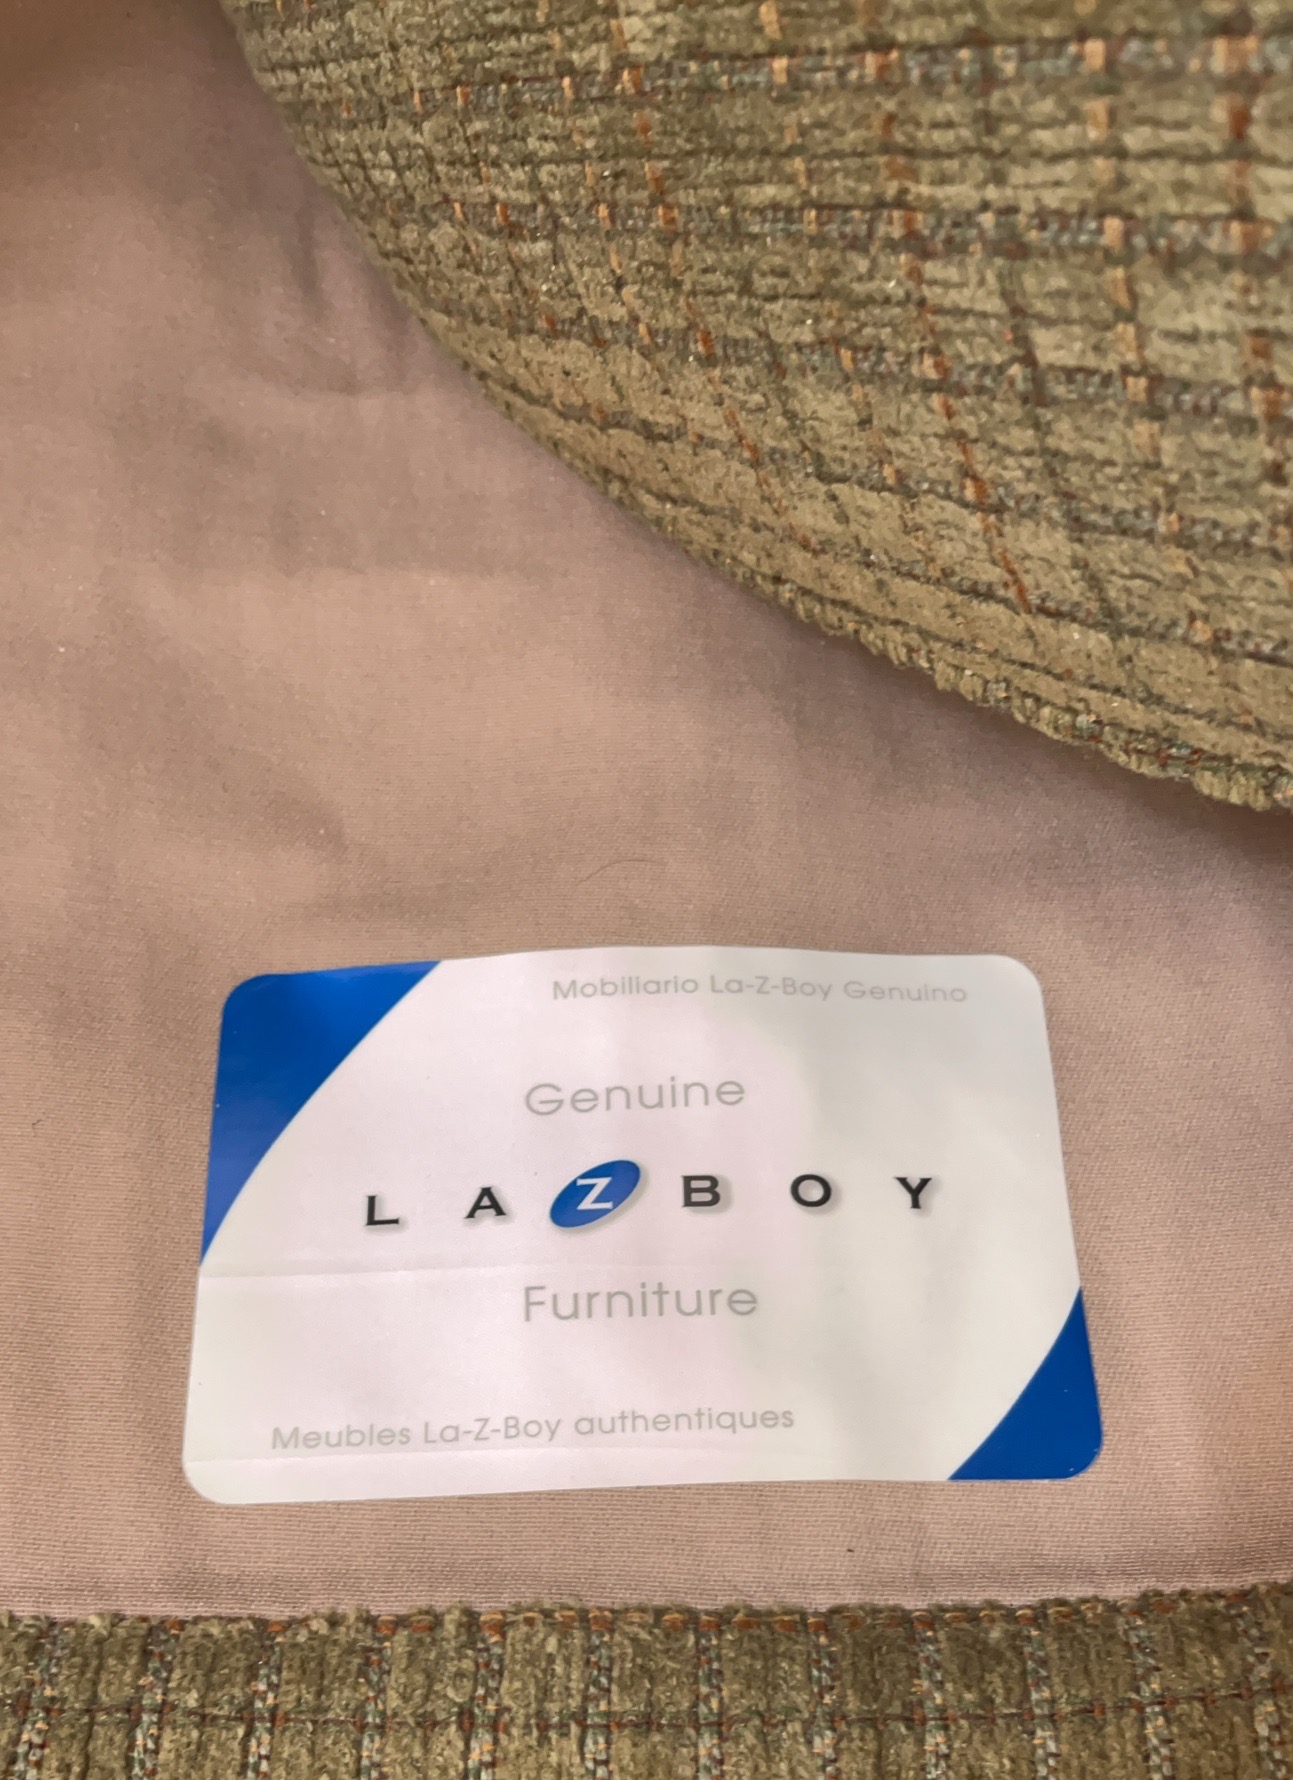 Mobiliario La-Z-Boy Genuino
Genuine
LAZBOY
Furniture
Meubles La-Z-Boy authentiques